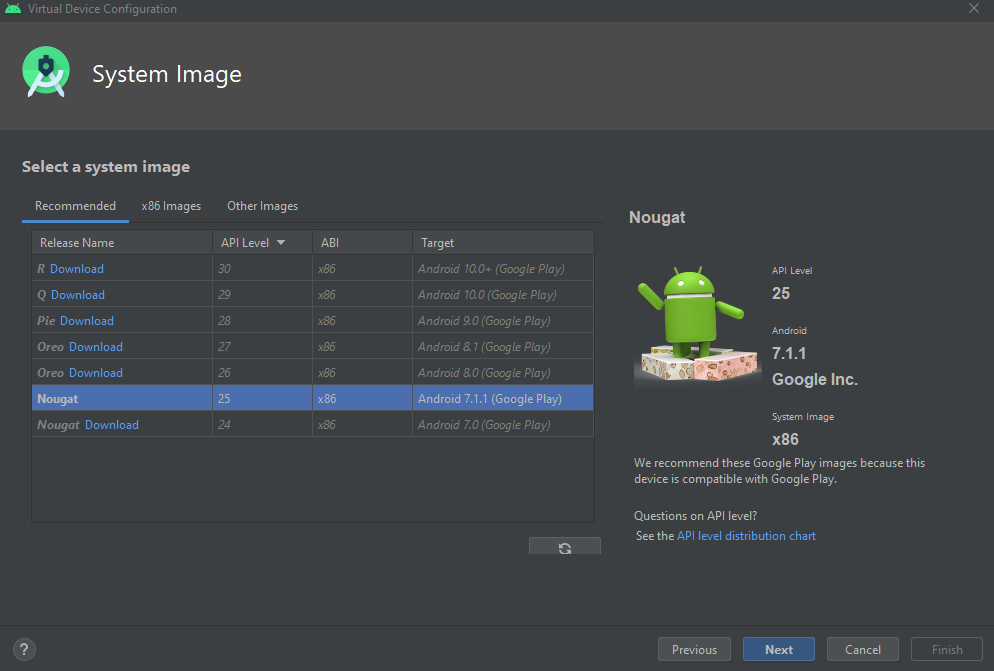 Virtual Device Configuration
System Image
Select a system image
Recommended x86 Images Other Images
Release Name API Level ABI Target
R Download 30 x86 Android 10.0+ (Google Play)
Q Download 29 x86 Android 10.0 (Google Play)
Pie Download 28 x86 Android 9.0 (Google Play)
Oreo Download 27 x86 Android 8.1 (Google Play)
Oreo Download 26 x86 Android 8.0 (Google Play)
Nougat 25 x86 Android 7.1.1 (Google Play)
Nougat Download 24 x86 Android 7.0 (Google Play)
Nougat
API Level
25
Android
7.1.1
Google Inc.
System Image
x86
We recommend these Google Play images because this
device is compatible with Google Play.
Questions on API level?
See the API level distribution chart
? Previous Next Cancel Finish